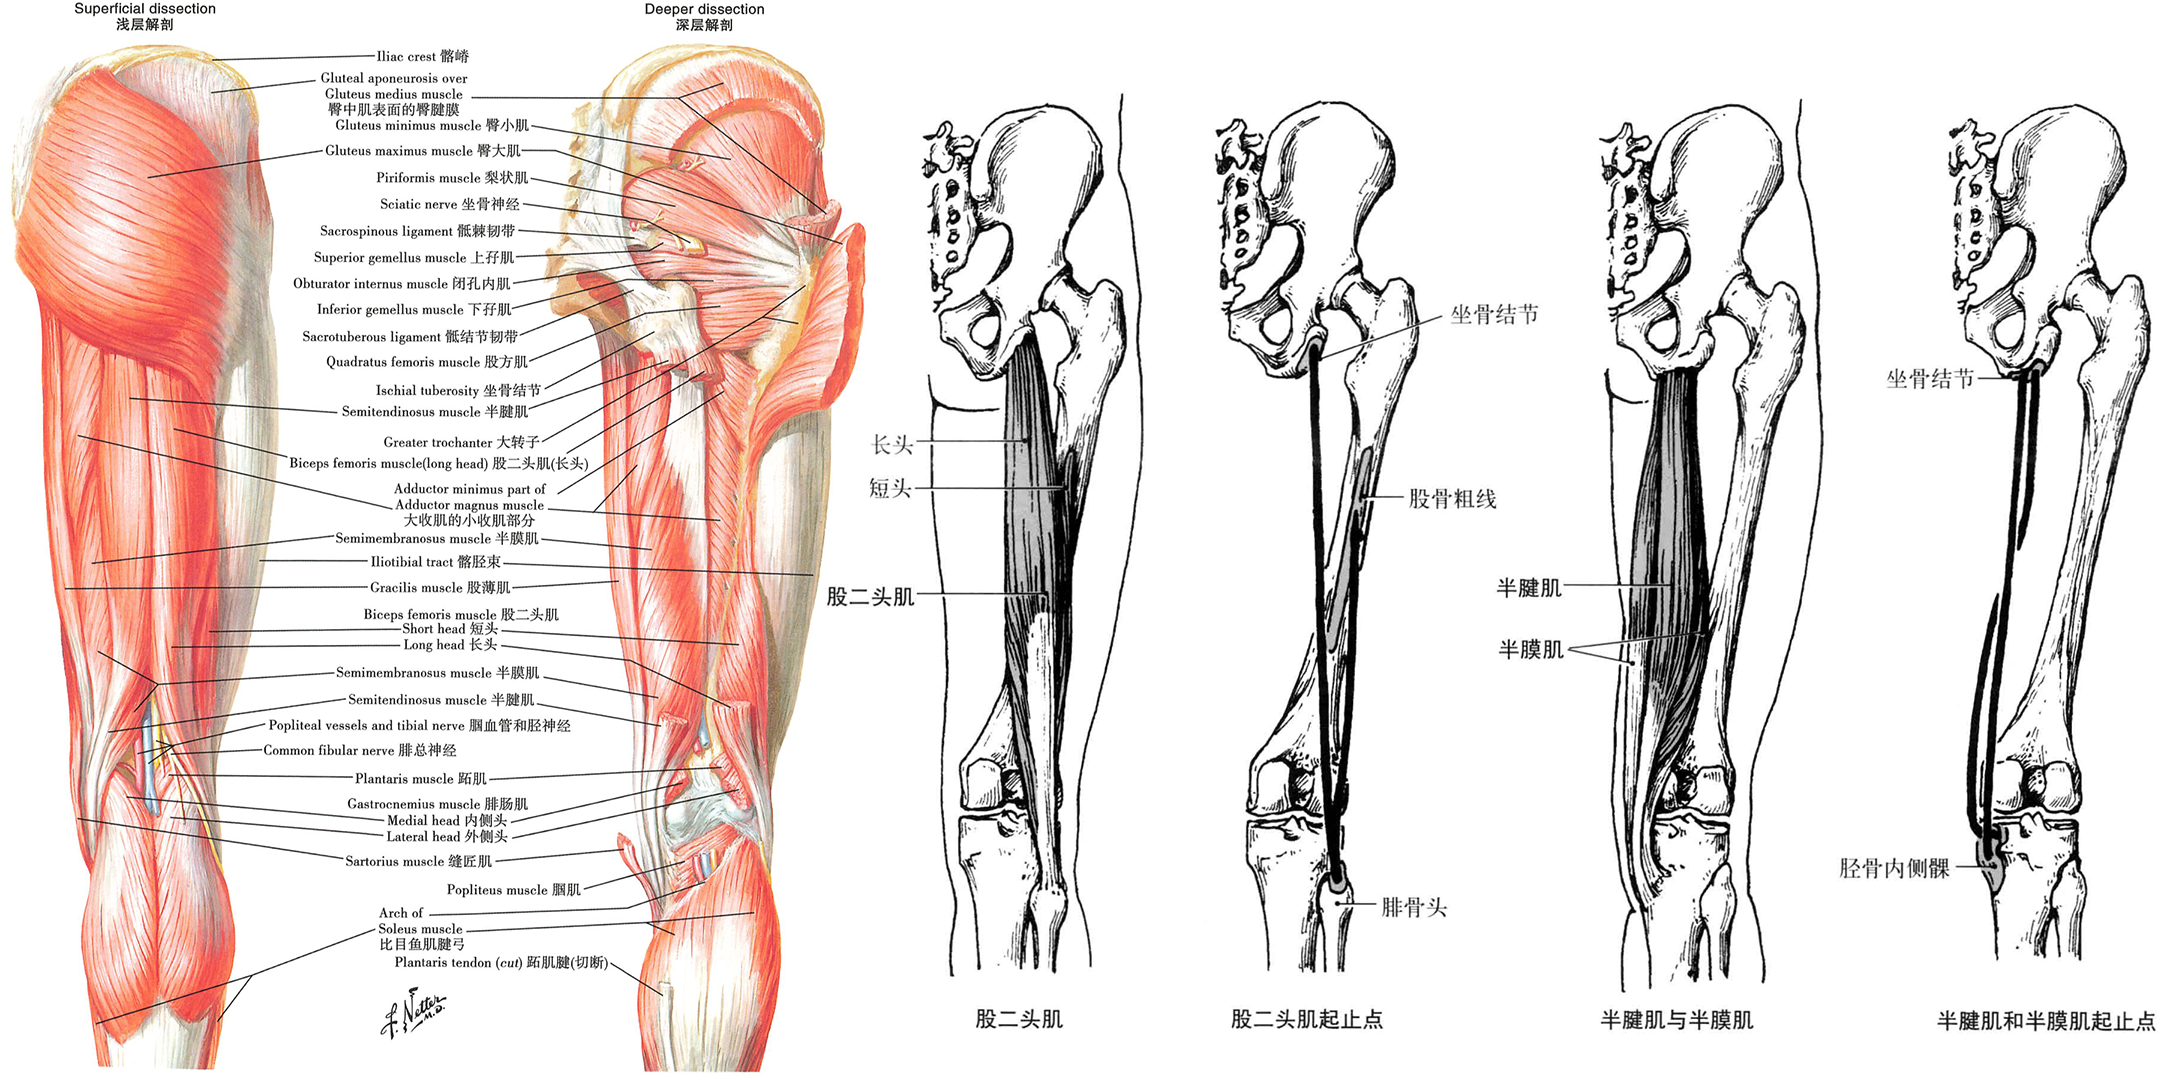 Superficial dissection
浅层解剖
Deeper dissection
深层解剖
Iliac crest 髂嵴
Gluteal aponeurosis over
Gluteus medius muscle
臀中肌表面的臀腱膜
Gluteus minimus muscle 臀小肌
Gluteus maximus muscle 臀大肌
Piriformis muscle 梨状肌
Sciatic nerve 坐骨神经
Sacrospinous ligament 骶棘韧带
Superior gemellus muscle 上孖肌
Obturator internus muscle 闭孔内肌
Inferior gemellus muscle 下孖肌
Sacrotuberous ligament 骶结节韧带
Quadratus femoris muscle 股方肌
Ischial tuberosity 坐骨结节
Semitendinosus muscle 半腱肌
Greater trochanter 大转子
Biceps femoris muscle(long head) 股二头肌(长头)
Adductor minimus part of
Adductor magnus muscle
大收肌的小收肌部分
Semimembranosus muscle 半膜肌
Iliotibial tract 髂胫束
Gracilis muscle 股薄肌
Biceps femoris muscle 股二头肌
Short head 短头
Long head 长头
Semimembranosus muscle 半膜肌
Semitendinosus muscle 半腱肌
Popliteal vessels and tibial nerve 腘血管和胫神经
Common fibular nerve 腓总神经
Plantaris muscle 跖肌
Gastrocnemius muscle 腓肠肌
Medial head 内侧头
Lateral head 外侧头
Sartorius muscle 缝匠肌
Popliteus muscle 腘肌
Arch of
Soleus muscle
比目鱼肌腱弓
Plantaris tendon (cut) 跖肌腱(切断)
F. Netter
M.D.
长头
短头
股二头肌
股二头肌
坐骨结节
股骨粗线
腓骨头
股二头肌起止点
半腱肌
半膜肌
半腱肌与半膜肌
坐骨结节
胫骨内侧髁
半腱肌和半膜肌起止点